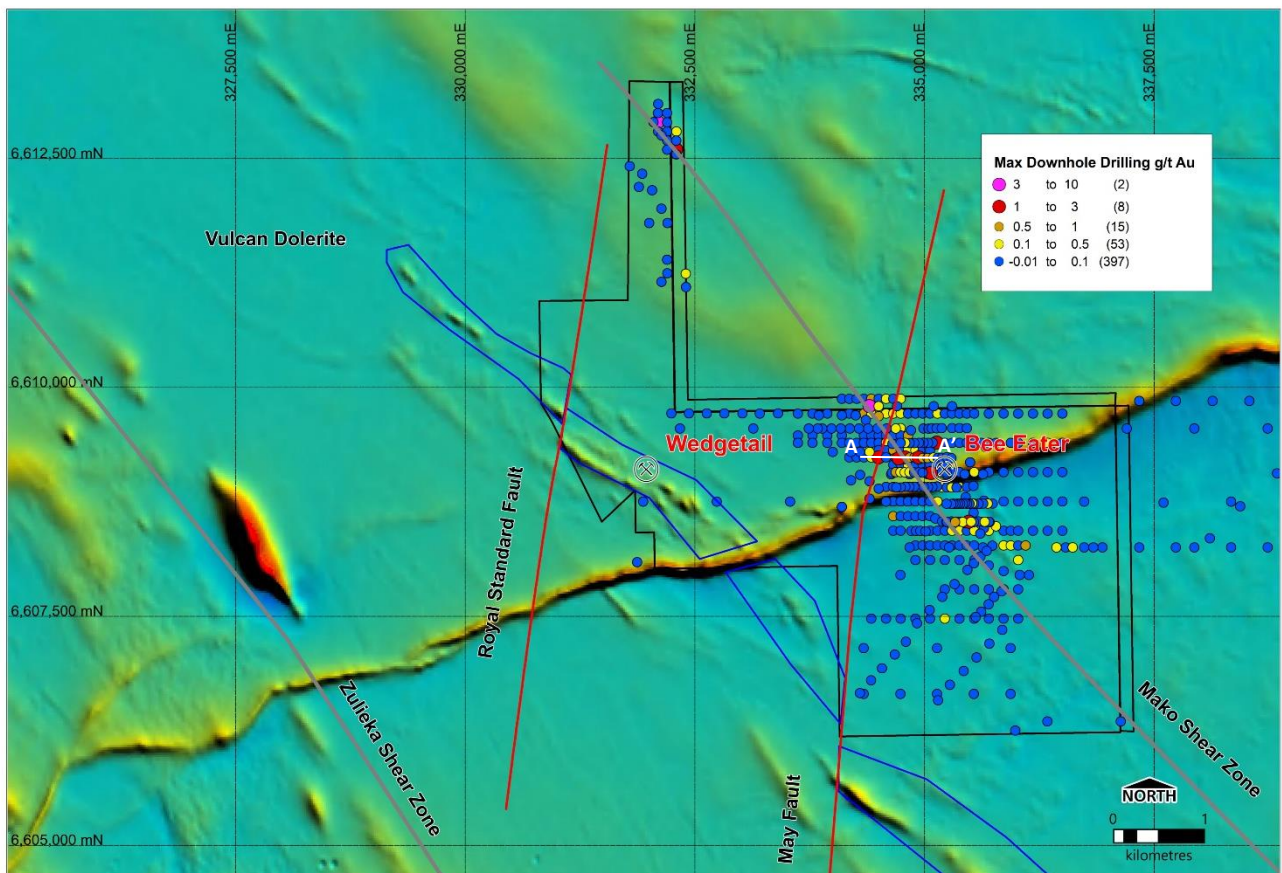 327,500 mE
330,000 mE
332,500 mE
335,000 mE
337,500 mE
6,612,500 mN
Max Downhole Drilling g/t Au
3 to 10 (2)
1 to 3 (8)
0.5 to 1 (15)
0.1 to 0.5 (53)
-0.01 to 0.1 (397)
Vulcan Dolerite
6,610,000 mN
Wedgetail
A
A'
Bee Eater
Royal Standard Fault
6,607,500 mN
Zulieka Shear Zone
Mako Shear Zone
May Fault
NORTH
0 1
kilometres
6,605,000 mN